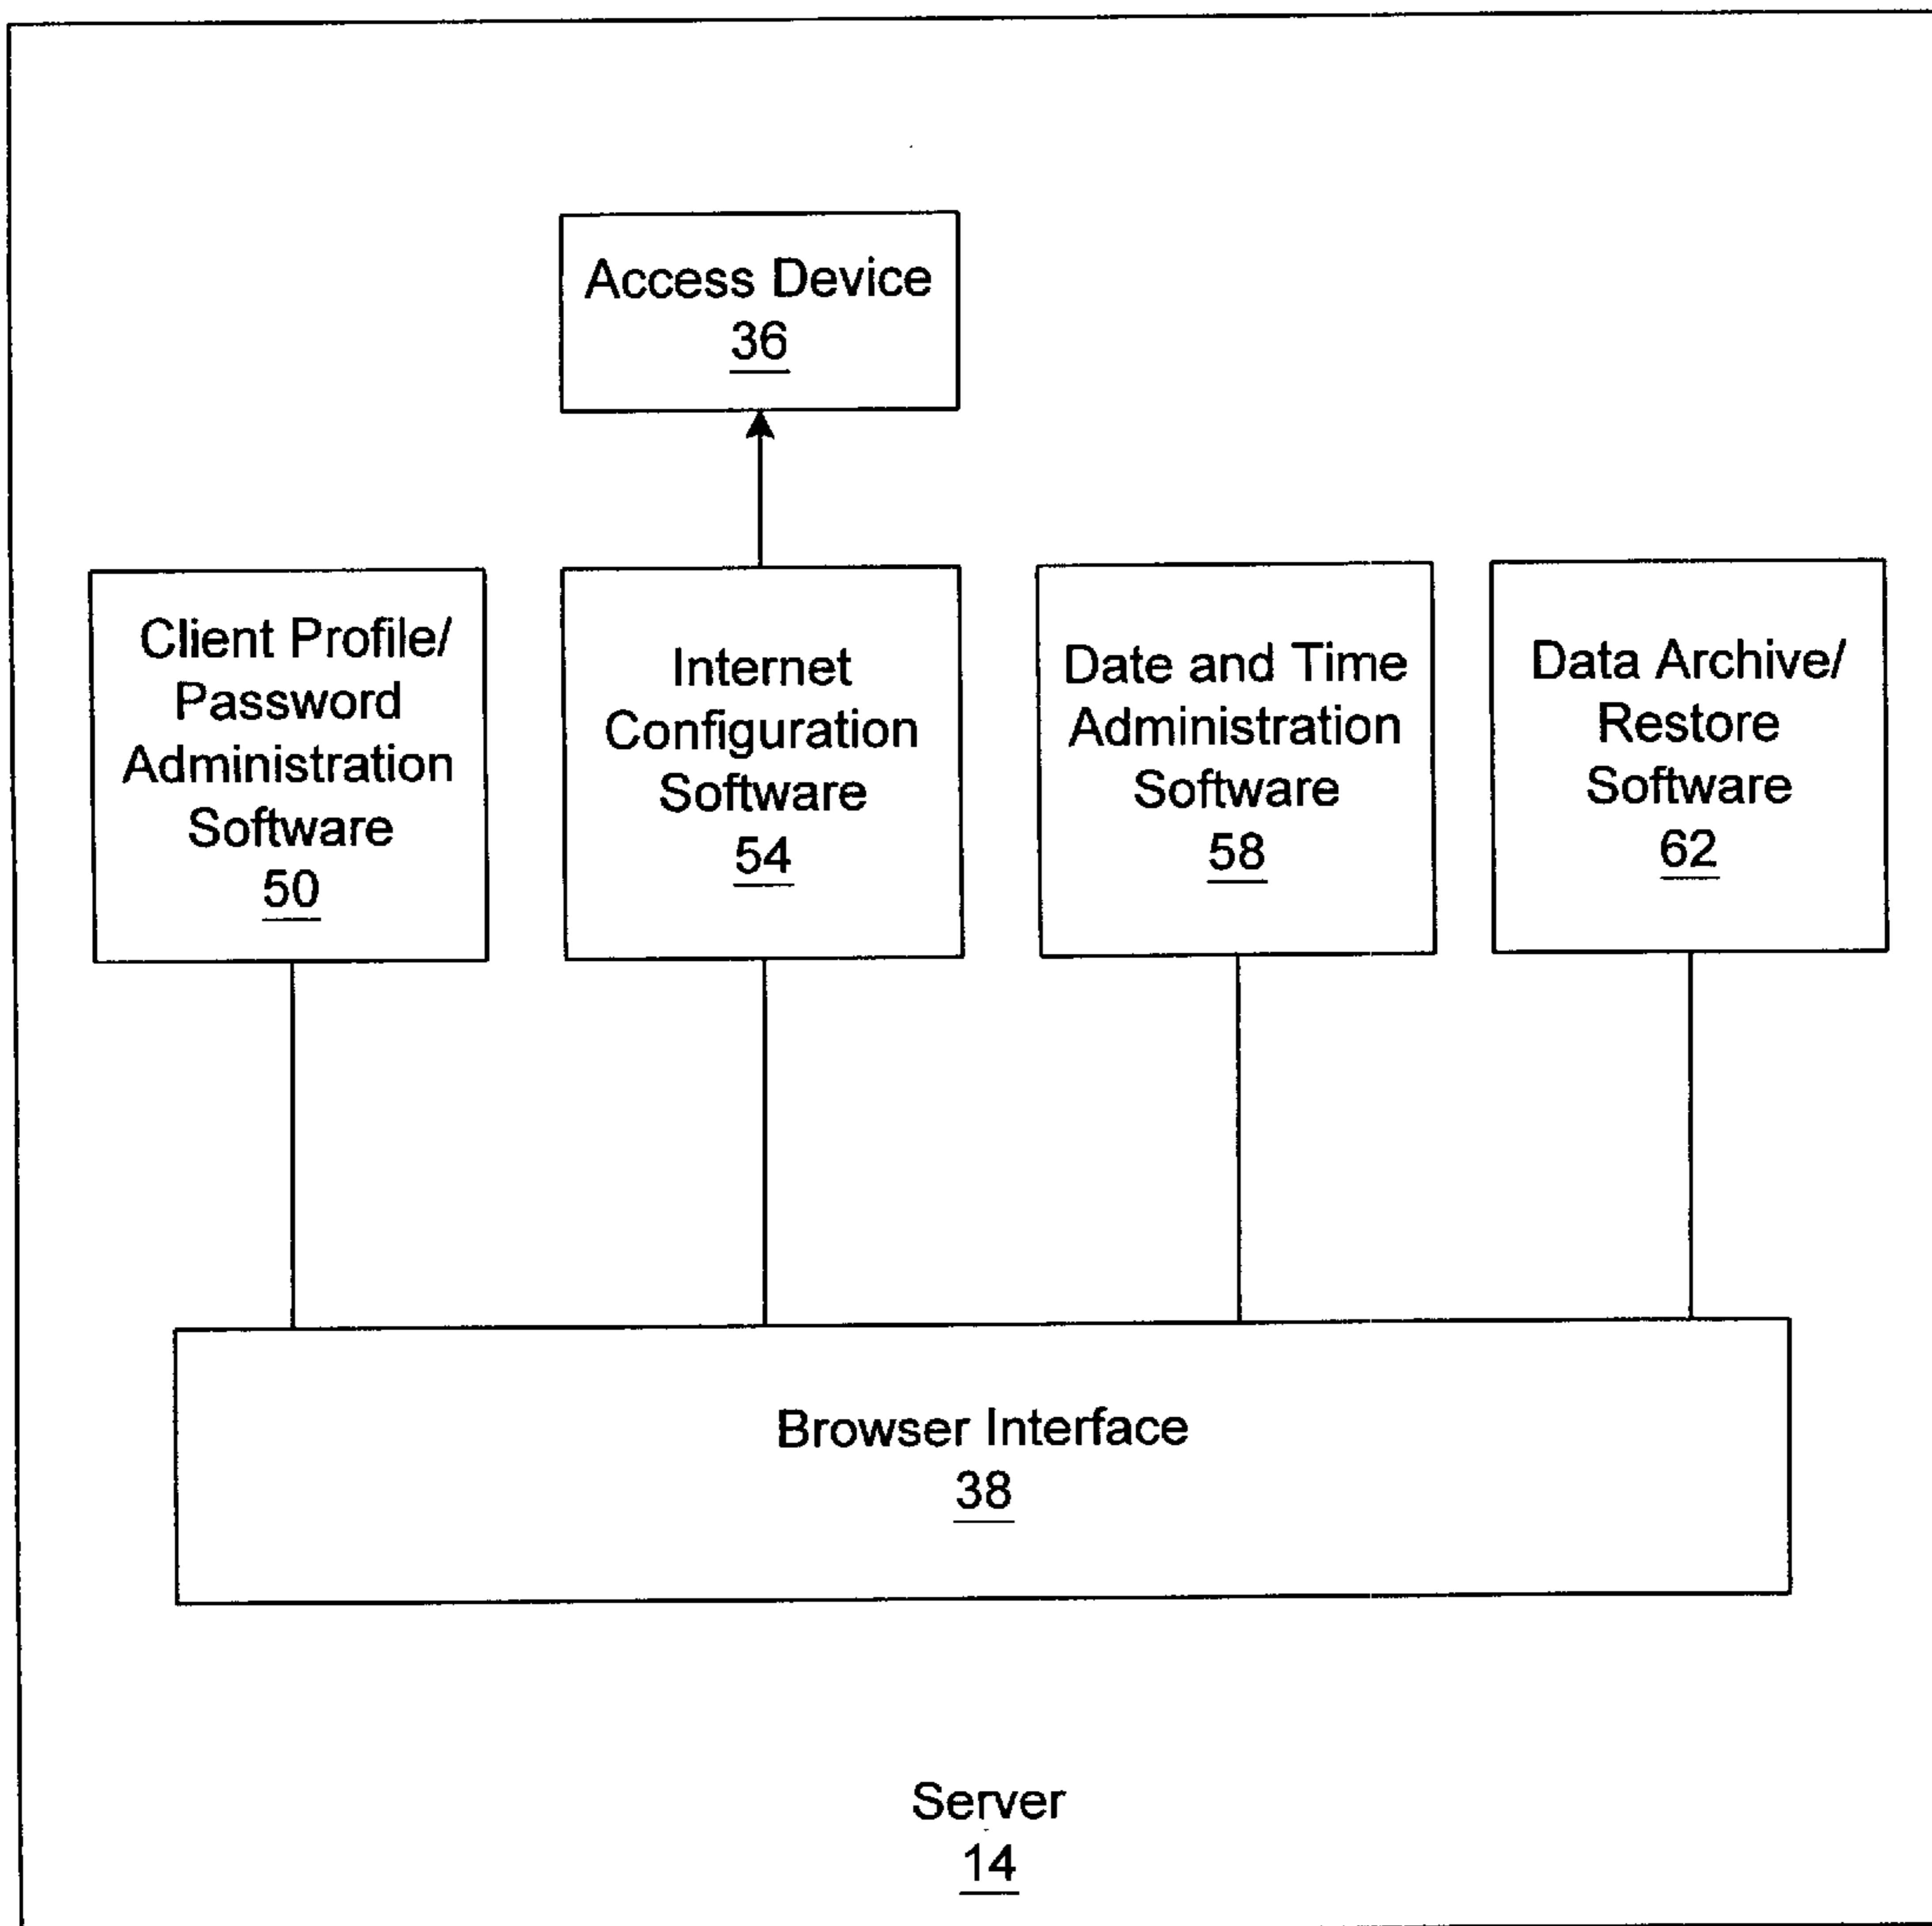 Access Device
36
Client Profile/
Password
Administration
Software
50
Internet
Configuration
Software
54
Date and Time
Administration
Software
58
Data Archive/
Restore
Software
62
Browser Interface
38
Server
14